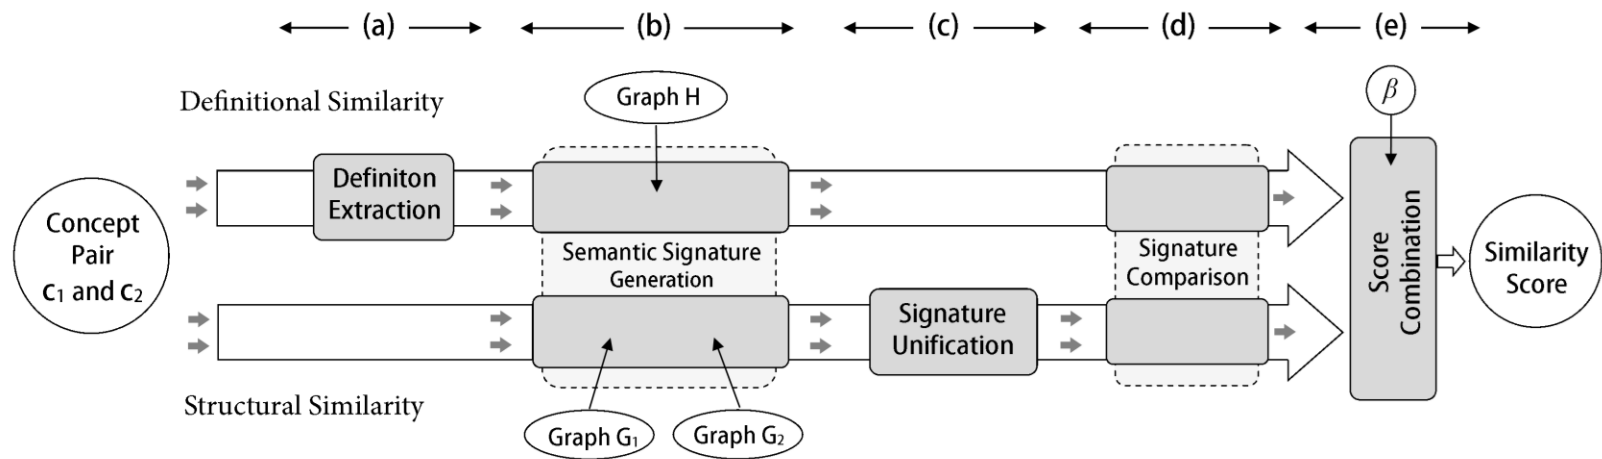 (a)
(b)
(c)
(d)
(e)
Definitional Similarity
Graph H
β
Definiton
Extraction
Concept
Pair
c1 and c2
Semantic Signature
Generation
Signature
Comparison
Score
Combination
Similarity
Score
Signature
Unification
Structural Similarity
Graph G1
Graph G2